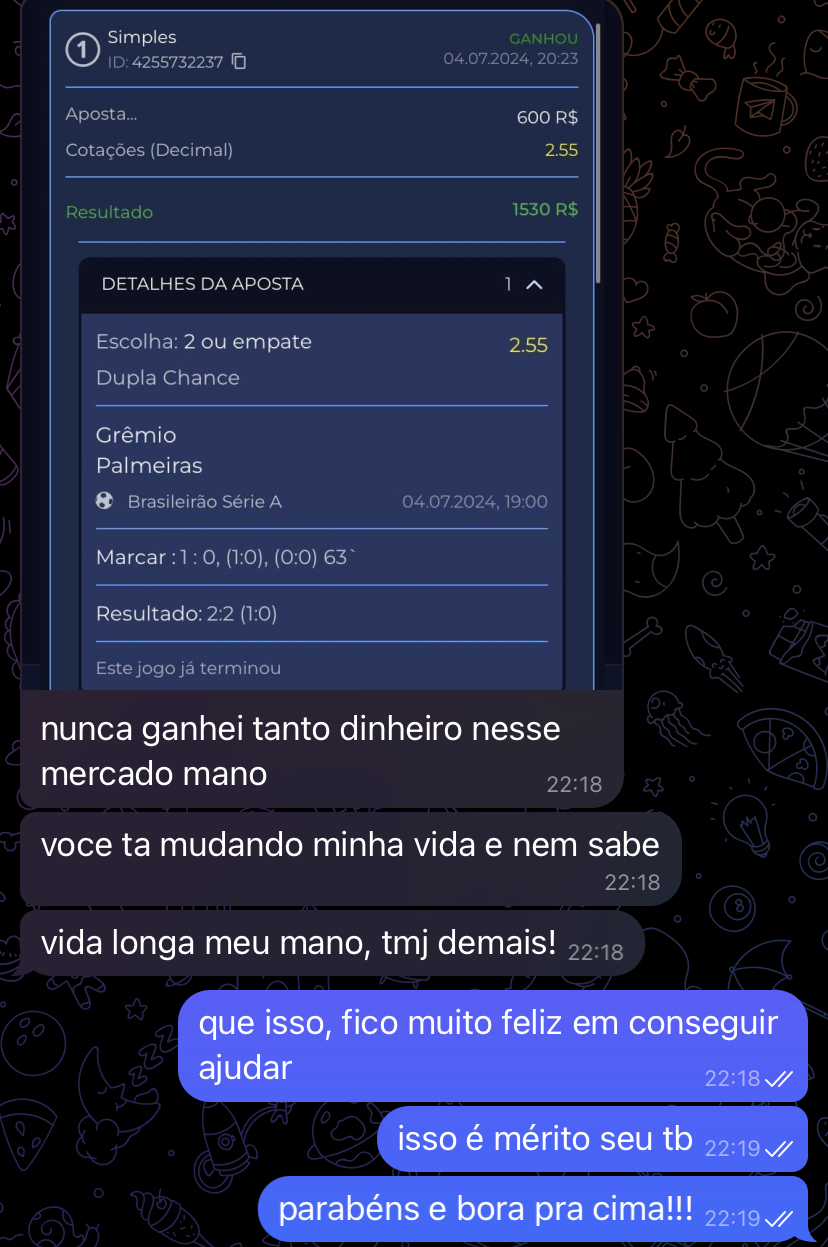 1
Simples
GANHOU
ID: 4255732237
04.07.2024, 20:23
Aposta...
600 R$
Cotações (Decimal)
2.55
Resultado
1530 R$
DETALHES DA APOSTA
1
Escolha: 2 ou empate
2.55
Dupla Chance
Grêmio
Palmeiras
Brasileirão Série A
04.07.2024, 19:00
Marcar : 1 : 0, (1:0), (0:0) 63`
Resultado: 2:2 (1:0)
Este jogo já terminou
nunca ganhei tanto dinheiro nesse
mercado mano
22:18
voce ta mudando minha vida e nem sabe
22:18
vida longa meu mano, tmj demais! 22:18
que isso, fico muito feliz em conseguir
ajudar
22:18
isso é mérito seu tb 22:19
parabéns e bora pra cima!!! 22:19